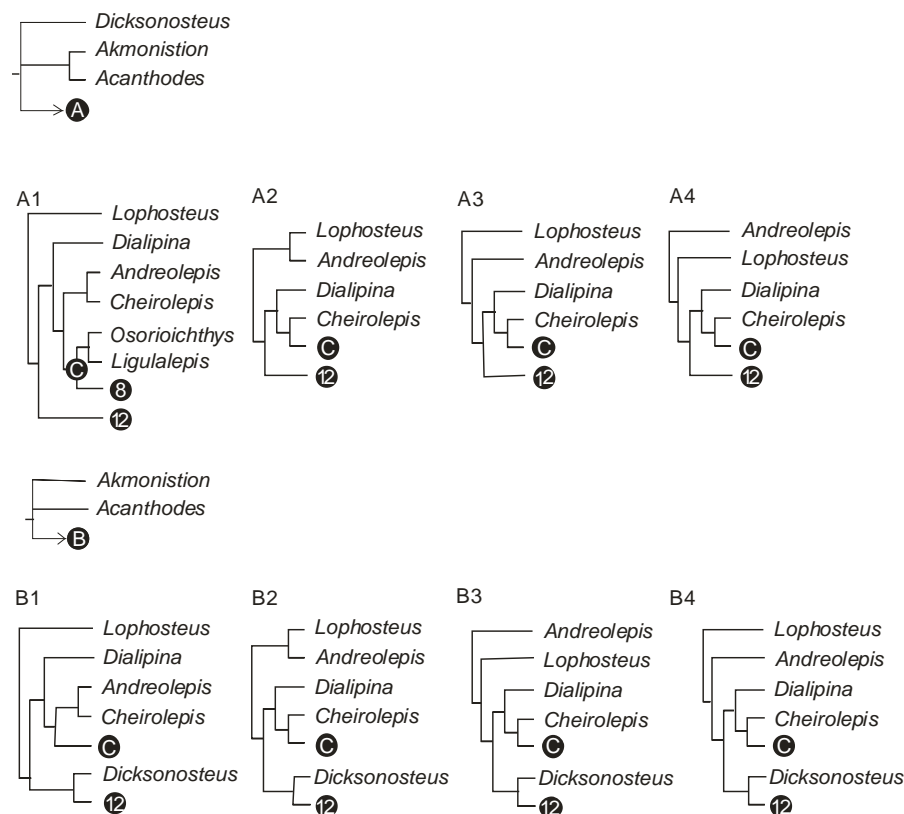 Dicksonosteus
Akmonistion
Acanthodes
A
A1
Lophosteus
Dialipina
Andreolepis
Cheirolepis
Osorioichthys
Ligulalepis
C
8
12
A2
Lophosteus
Andreolepis
Dialipina
Cheirolepis
C
12
A3
Lophosteus
Andreolepis
Dialipina
Cheirolepis
C
12
A4
Andreolepis
Lophosteus
Dialipina
Cheirolepis
C
12
Akmonistion
Acanthodes
B
B1
Lophosteus
Dialipina
Andreolepis
Cheirolepis
C
Dicksonosteus
12
B2
Lophosteus
Andreolepis
Dialipina
Cheirolepis
C
Dicksonosteus
12
B3
Andreolepis
Lophosteus
Dialipina
Cheirolepis
C
Dicksonosteus
12
B4
Lophosteus
Andreolepis
Dialipina
Cheirolepis
C
Dicksonosteus
12